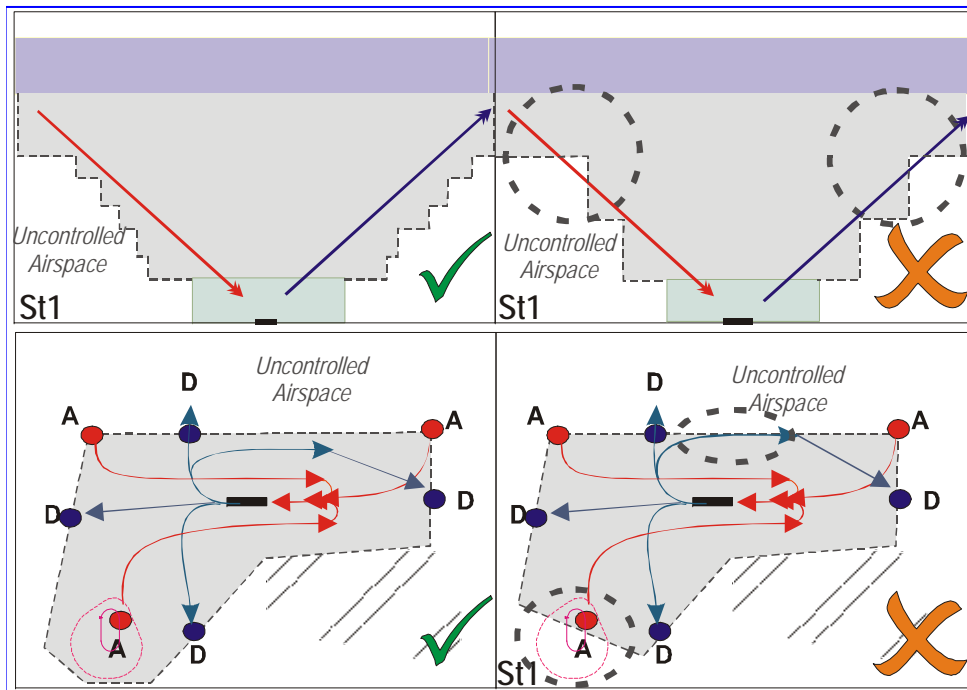 Uncontrolled
Airspace
St1
Uncontrolled
Airspace
St1
Uncontrolled
Airspace
D
A
A
D
D
A
D
Uncontrolled
Airspace
D
A
A
D
D
A
D
St1